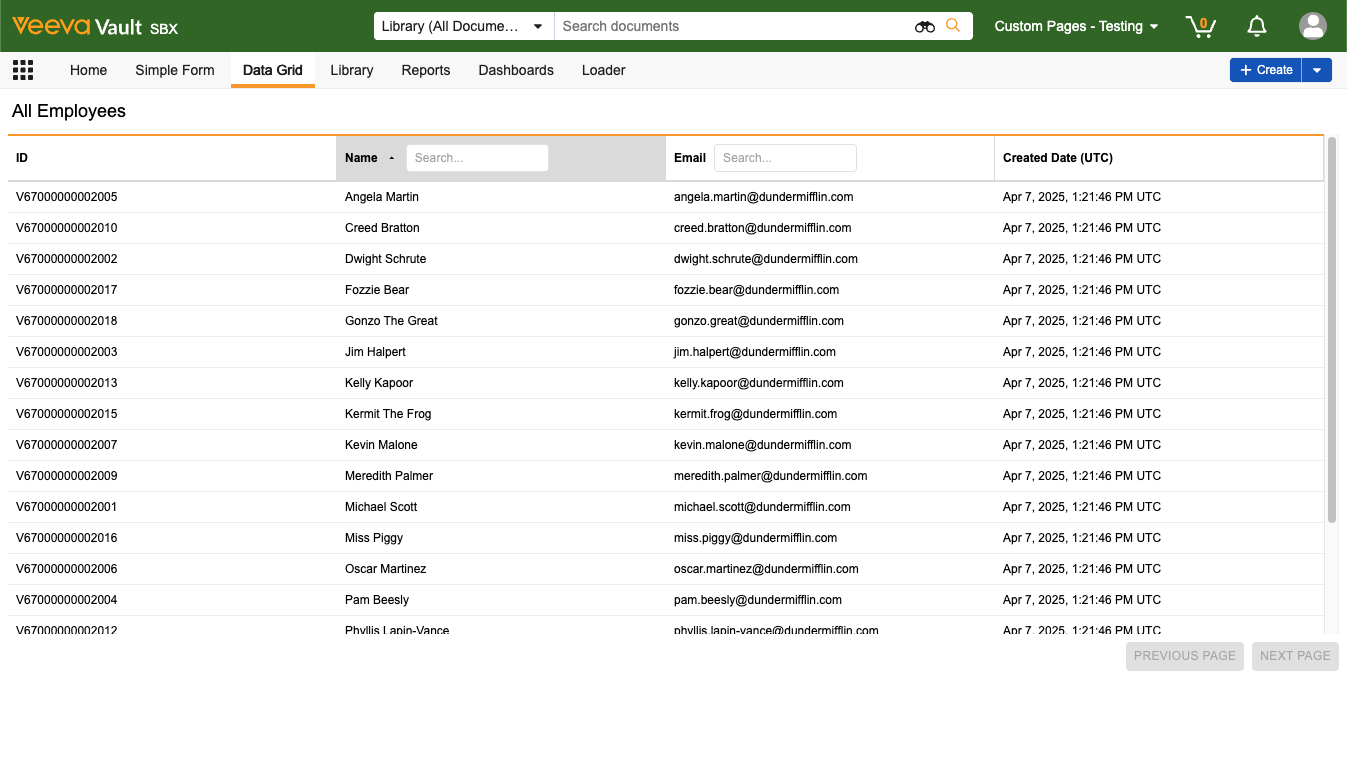 Veeva Vault SBX
Library (All Docume... Search documents
Custom Pages - Testing
0
Home Simple Form Data Grid Library Reports Dashboards Loader
+ Create
All Employees
ID Name Search... Email Search... Created Date (UTC)
V67000000002005 Angela Martin angela.martin@dundermifflin.com Apr 7, 2025, 1:21:46 PM UTC
V67000000002010 Creed Bratton creed.bratton@dundermifflin.com Apr 7, 2025, 1:21:46 PM UTC
V67000000002002 Dwight Schrute dwight.schrute@dundermifflin.com Apr 7, 2025, 1:21:46 PM UTC
V67000000002017 Fozzie Bear fozzie.bear@dundermifflin.com Apr 7, 2025, 1:21:46 PM UTC
V67000000002018 Gonzo The Great gonzo.great@dundermifflin.com Apr 7, 2025, 1:21:46 PM UTC
V67000000002003 Jim Halpert jim.halpert@dundermifflin.com Apr 7, 2025, 1:21:46 PM UTC
V67000000002013 Kelly Kapoor kelly.kapoor@dundermifflin.com Apr 7, 2025, 1:21:46 PM UTC
V67000000002015 Kermit The Frog kermit.frog@dundermifflin.com Apr 7, 2025, 1:21:46 PM UTC
V67000000002007 Kevin Malone kevin.malone@dundermifflin.com Apr 7, 2025, 1:21:46 PM UTC
V67000000002009 Meredith Palmer meredith.palmer@dundermifflin.com Apr 7, 2025, 1:21:46 PM UTC
V67000000002001 Michael Scott michael.scott@dundermifflin.com Apr 7, 2025, 1:21:46 PM UTC
V67000000002016 Miss Piggy miss.piggy@dundermifflin.com Apr 7, 2025, 1:21:46 PM UTC
V67000000002006 Oscar Martinez oscar.martinez@dundermifflin.com Apr 7, 2025, 1:21:46 PM UTC
V67000000002004 Pam Beesly pam.beesly@dundermifflin.com Apr 7, 2025, 1:21:46 PM UTC
V67000000002012 Phyllis Lapin-Vance phyllis.lapin-vance@dundermifflin.com Apr 7, 2025, 1:21:46 PM UTC
PREVIOUS PAGE NEXT PAGE